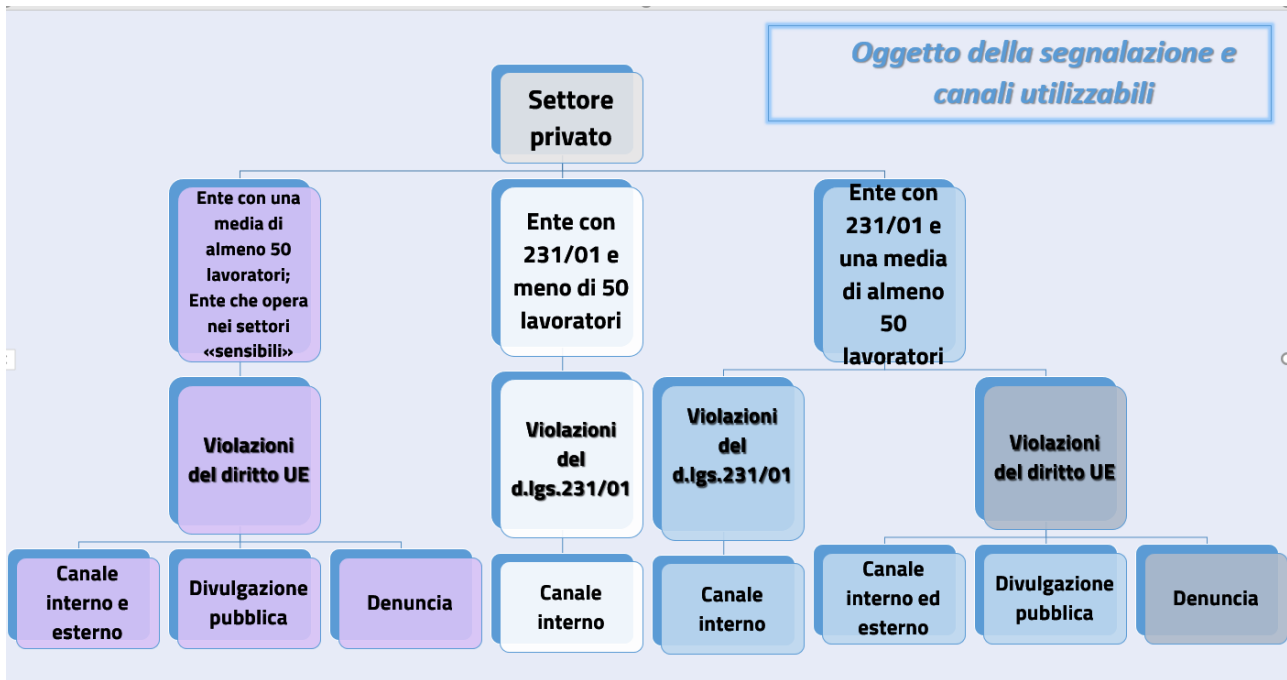 Oggetto della segnalazione e
canali utilizzabili
Settore
privato
Ente con una
media di
almeno 50
lavoratori;
Ente che opera
nei settori
«sensibili»
Ente con
231/01 e
meno di 50
lavoratori
Ente con
231/01 e
una media
di almeno
50
lavoratori
Violazioni
del diritto UE
Violazioni
del
d.lgs.231/01
Violazioni
del
d.lgs.231/01
Violazioni
del diritto UE
Canale
interno e
esterno
Divulgazione
pubblica
Denuncia
Canale
interno
Canale
interno
Canale
interno ed
esterno
Divulgazione
pubblica
Denuncia